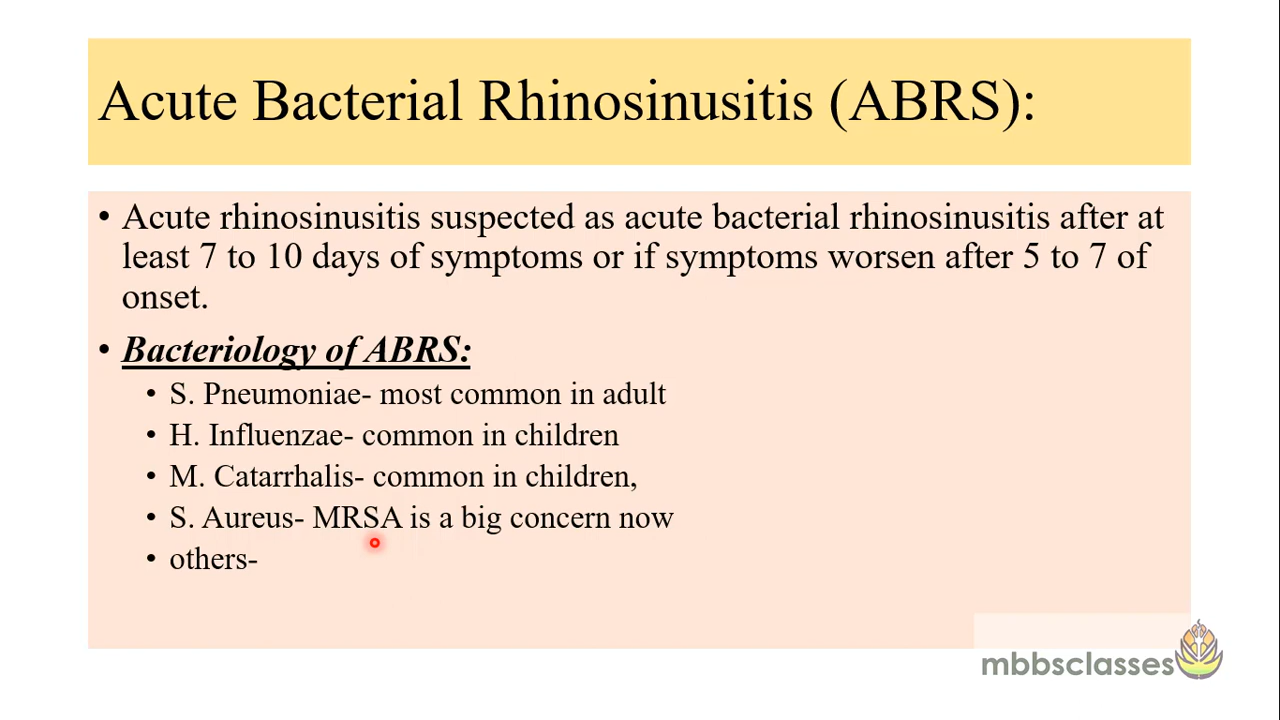 Acute Bacterial Rhinosinusitis (ABRS):
• Acute rhinosinusitis suspected as acute bacterial rhinosinusitis after at
least 7 to 10 days of symptoms or if symptoms worsen after 5 to 7 of
onset.
• Bacteriology of ABRS:
• S. Pneumoniae- most common in adult
• H. Influenzae- common in children
• M. Catarrhalis- common in children,
• S. Aureus- MRSA is a big concern now
• others-
mbbsclasses